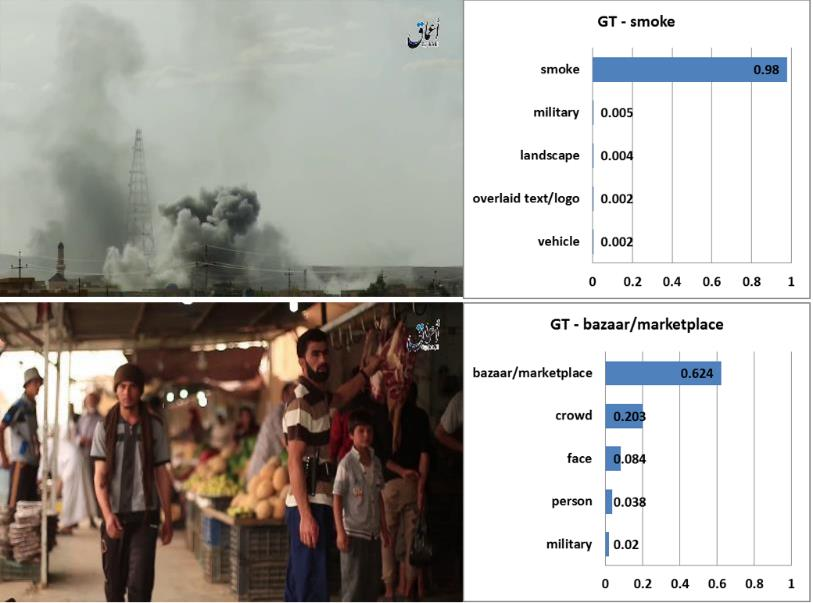 أعماق
GT - smoke
smoke
0.98
military
0.005
landscape
0.004
overlaid text/logo
0.002
vehicle
0.002
0 0.2 0.4 0.6 0.8 1
GT - bazaar/marketplace
bazaar/marketplace
0.624
crowd
0.203
face
0.084
person
0.038
military
0.02
0 0.2 0.4 0.6 0.8 1